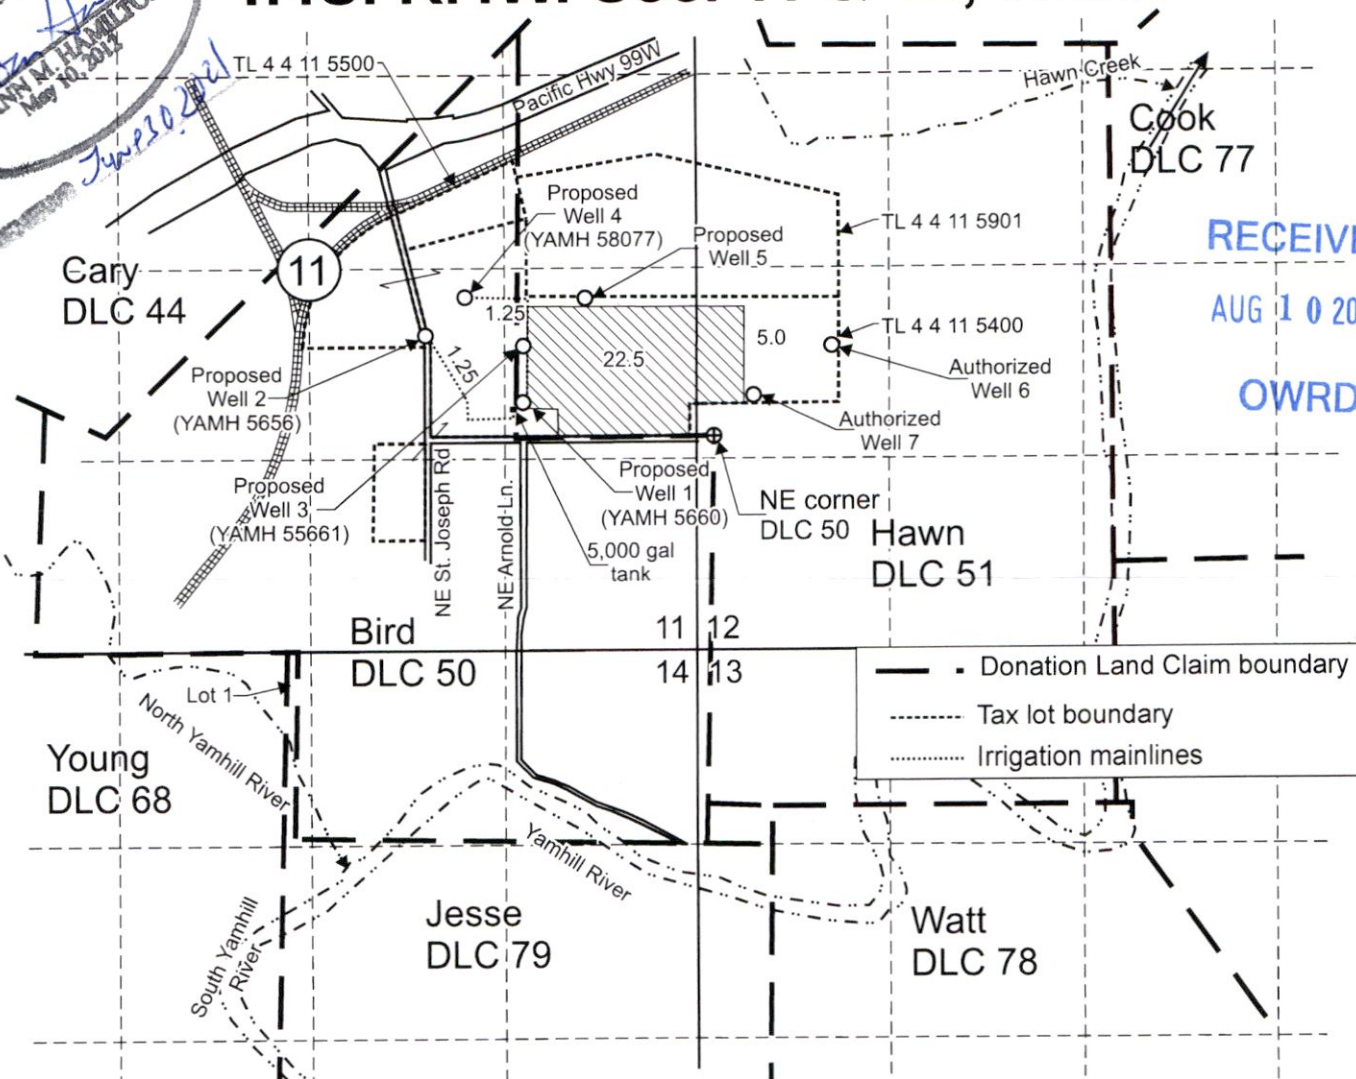 ANN M. HAMILTON
May 10, 2011
June 30, 2021
TL 4 4 11 5500
Pacific Hwy 99W
Hawn Creek
Cook
DLC 77
Proposed
Well 4
(YAMH 58077)
Proposed
Well 5
TL 4 4 11 5901
RECEIV
AUG 10 20
OWRD
Cary
DLC 44
11
1.25
1.25
22.5
5.0
TL 4 4 11 5400
Authorized
Well 6
Authorized
Well 7
Proposed
Well 2
(YAMH 5656)
Proposed
Well 3
(YAMH 55661)
Proposed
Well 1
(YAMH 5660)
5,000 gal
tank
NE corner
DLC 50
NE St. Joseph Rd
NE Arnold Ln.
Hawn
DLC 51
Bird
DLC 50
11 12
14 13
Donation Land Claim boundary
Tax lot boundary
Irrigation mainlines
Lot 1
North Yamhill River
Young
DLC 68
Yamhill River
South Yamhill
River
Jesse
DLC 79
Watt
DLC 78